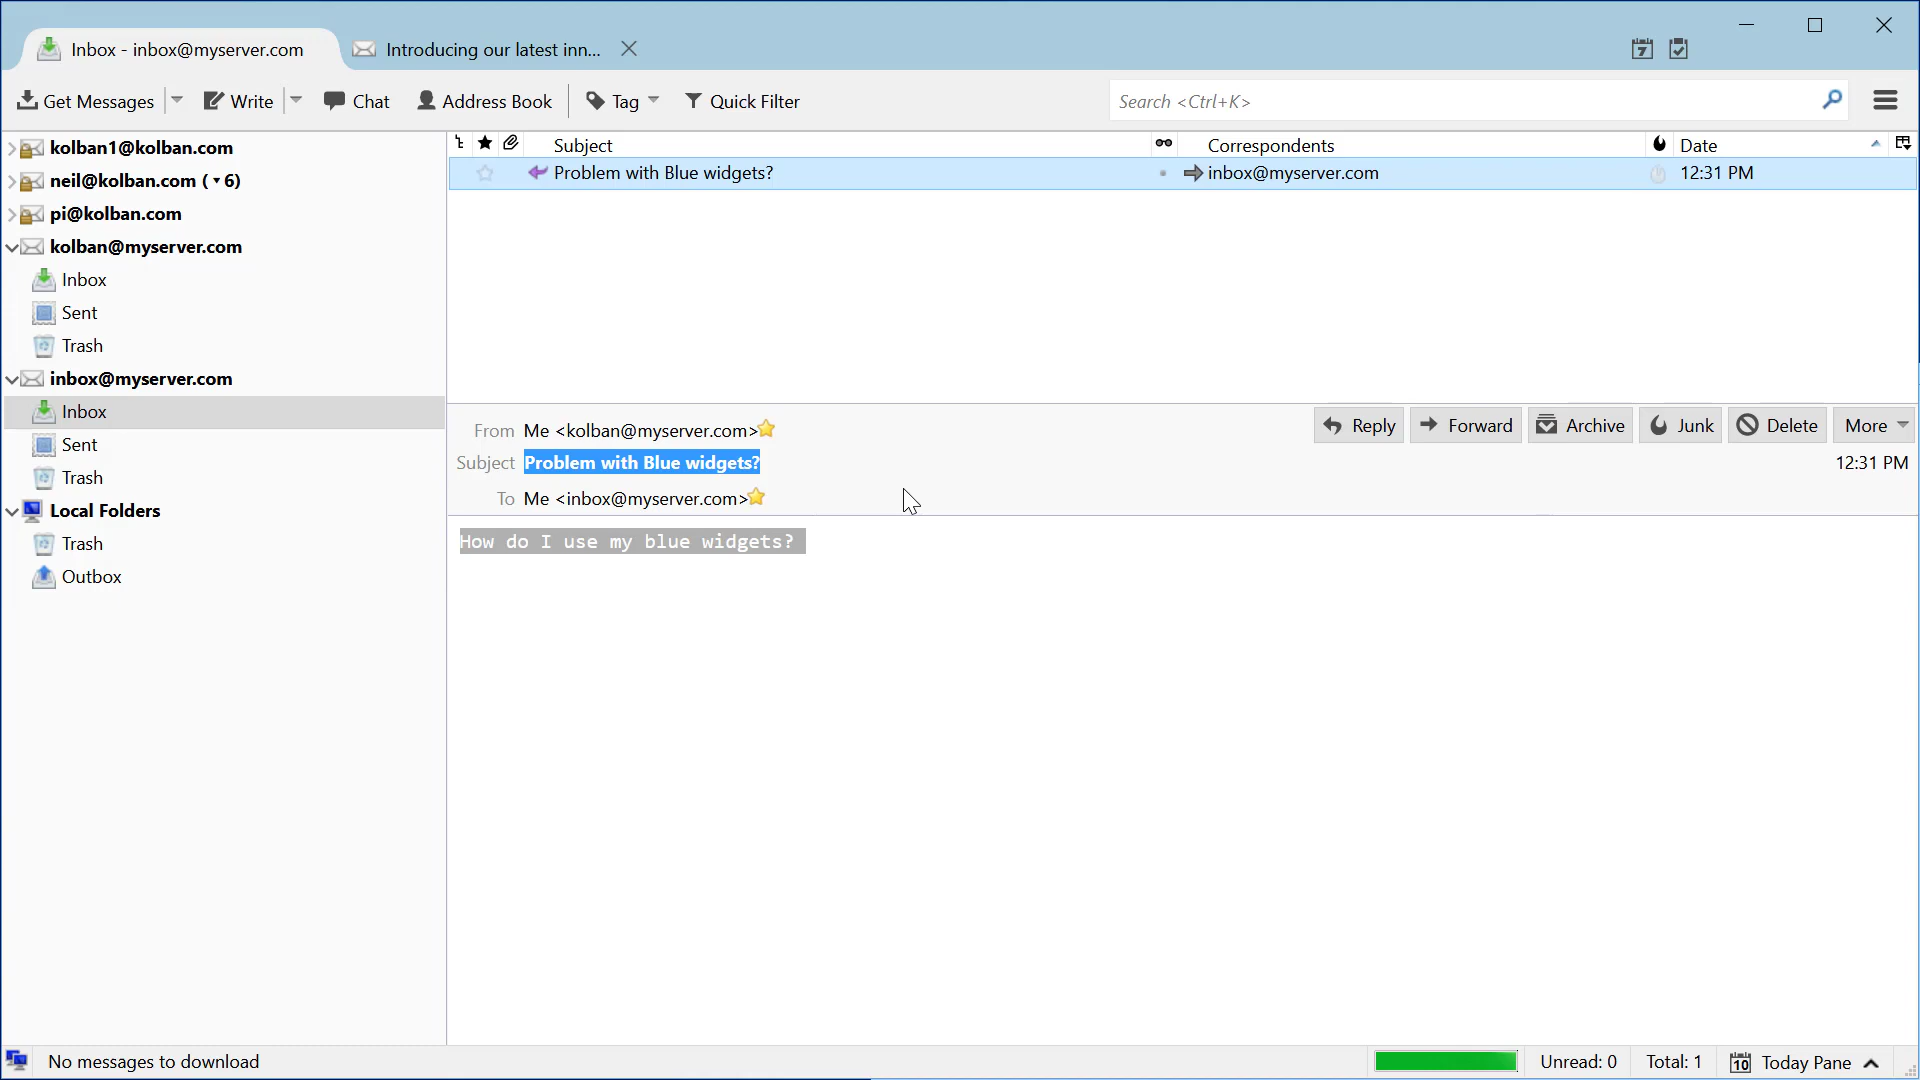 Inbox - inbox@myserver.com
Introducing our latest inn...
7
Get Messages
Write
Chat
Address Book
Tag
Quick Filter
Search <Ctrl+K>
kolban1@kolban.com
neil@kolban.com (▾6)
pi@kolban.com
kolban@myserver.com
Inbox
Sent
Trash
inbox@myserver.com
Inbox
Sent
Trash
Local Folders
Trash
Outbox
Subject
Correspondents
Date
Problem with Blue widgets?
inbox@myserver.com
12:31 PM
From Me <kolban@myserver.com>
Reply
Forward
Archive
Junk
Delete
More
Subject Problem with Blue widgets?
12:31 PM
To Me <inbox@myserver.com>
How do I use my blue widgets?
No messages to download
Unread: 0
Total: 1
10
Today Pane